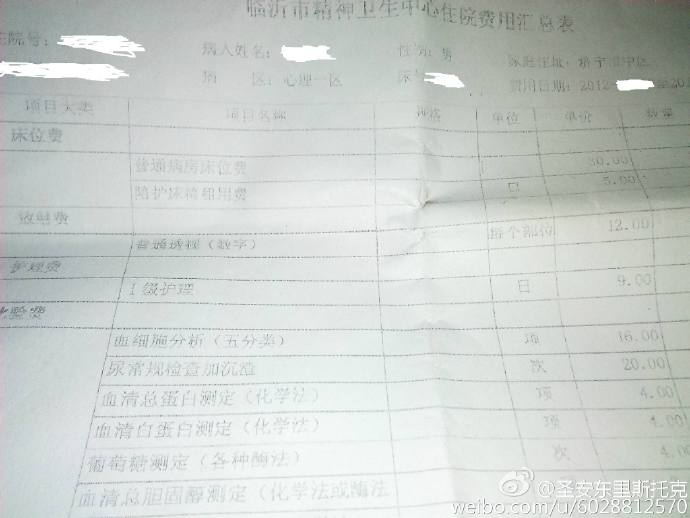 临沂市精神卫生中心住院费用汇总表
住院号:
病人姓名: 性别: 男 家庭住址: 济宁市中区
病 区: 心理一区 床号 费用日期: 2012- 至20
项目大类 项目名称 规格 单位 单价 数量
床位费
普通病房床位费 30.00
陪护床椅租用费 日 5.00
放射费
普通透视(数字) 每个部位 12.00
护理费
I级护理 日 9.00
化验费
血细胞分析(五分类) 项 16.00
尿常规检查加沉渣 次 20.00
血清总蛋白测定(化学法) 项 4.00
血清白蛋白测定(化学法) 项 4.00
葡萄糖测定(各种酶法) 次 4.0
血清总胆固醇测定(化学法或酶法
@圣安东里斯托克
weibo.com/u/6028812570